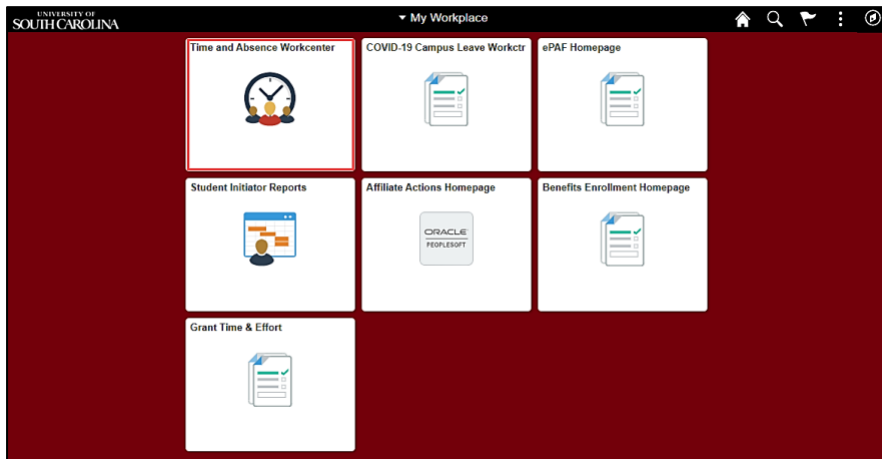 UNIVERSITY OF
SOUTH CAROLINA
My Workplace
Time and Absence Workcenter
COVID-19 Campus Leave Workctr
ePAF Homepage
Student Initiator Reports
Affiliate Actions Homepage
Benefits Enrollment Homepage
ORACLE
PEOPLESOFT
Grant Time & Effort